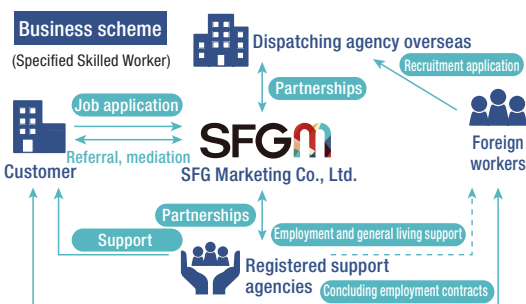 Business scheme
(Specified Skilled Worker)
Dispatching agency overseas
Recruitment application
Partnerships
Job application
Referral, mediation
Customer
SFGM
SFG Marketing Co., Ltd.
Foreign
workers
Partnerships
Support
Employment and general living support
Registered support
agencies
Concluding employment contracts